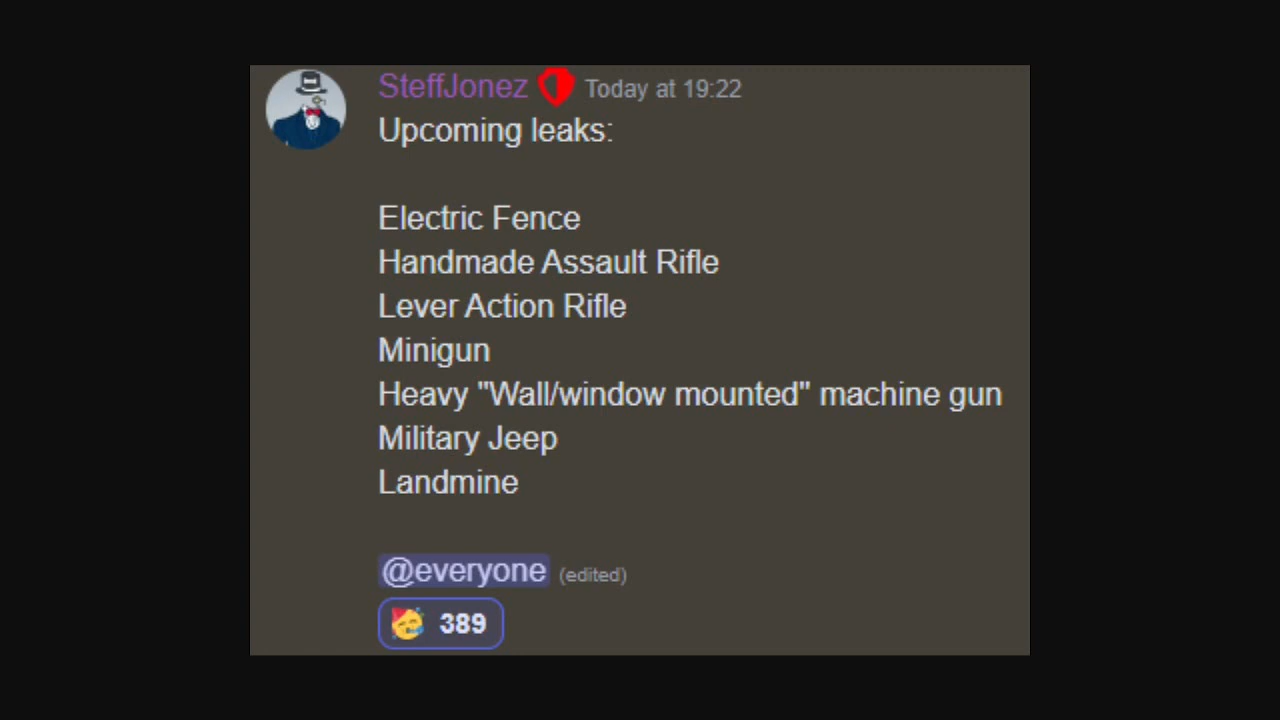 SteffJonez Today at 19:22
Upcoming leaks:
Electric Fence
Handmade Assault Rifle
Lever Action Rifle
Minigun
Heavy "Wall/window mounted" machine gun
Military Jeep
Landmine
@everyone (edited)
🥳 389